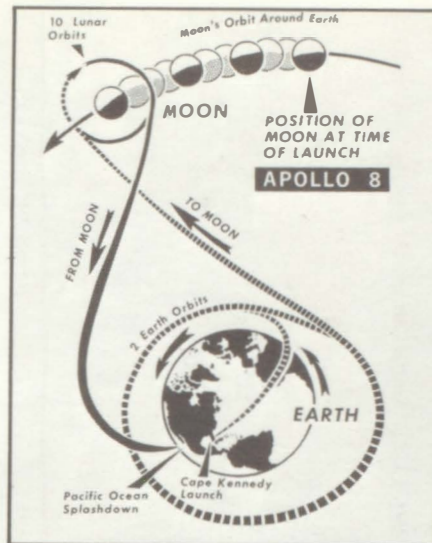 10 Lunar
Orbits
Moon's Orbit Around Earth
MOON
POSITION OF
MOON AT TIME
OF LAUNCH
APOLLO 8
TO MOON
FROM MOON
2 Earth Orbits
EARTH
Cape Kennedy
Launch
Pacific Ocean
Splashdown